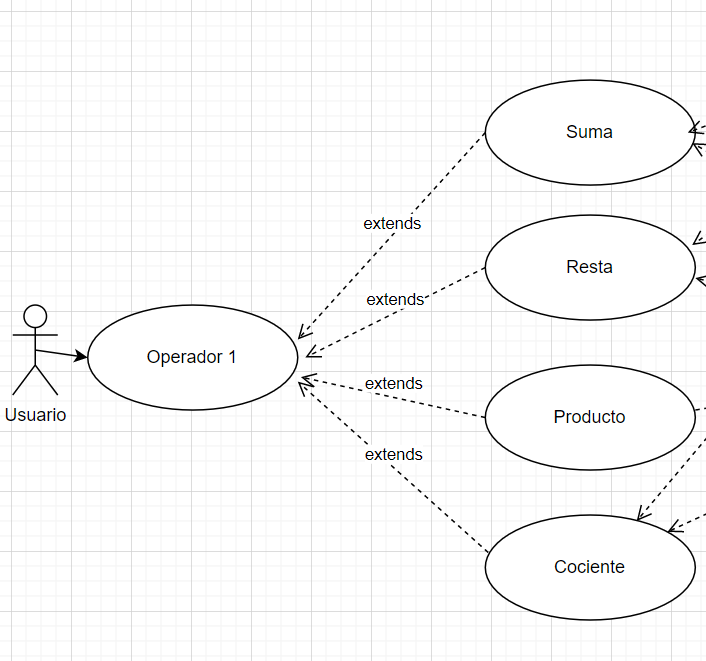 Suma
extends
Resta
extends
Operador 1
extends
Producto
Usuario
extends
Cociente